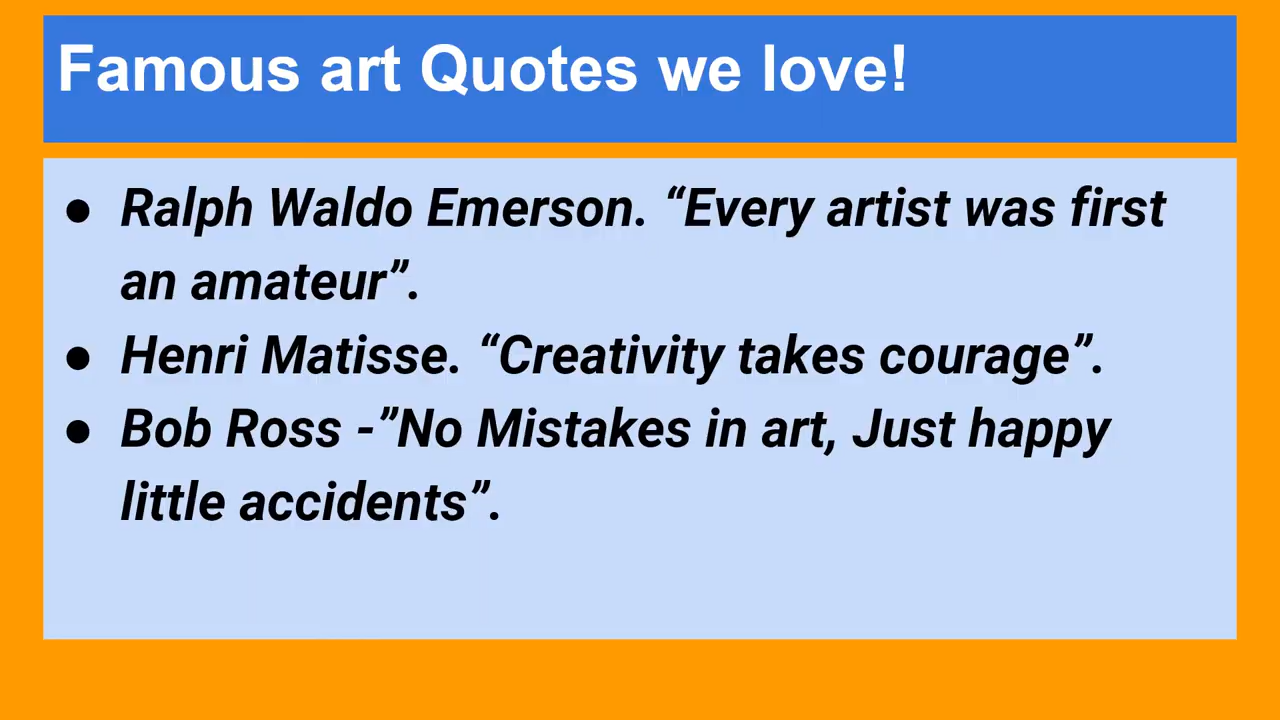 Famous art Quotes we love!
● Ralph Waldo Emerson. “Every artist was first
an amateur”.
● Henri Matisse. “Creativity takes courage”.
● Bob Ross -”No Mistakes in art, Just happy
little accidents”.